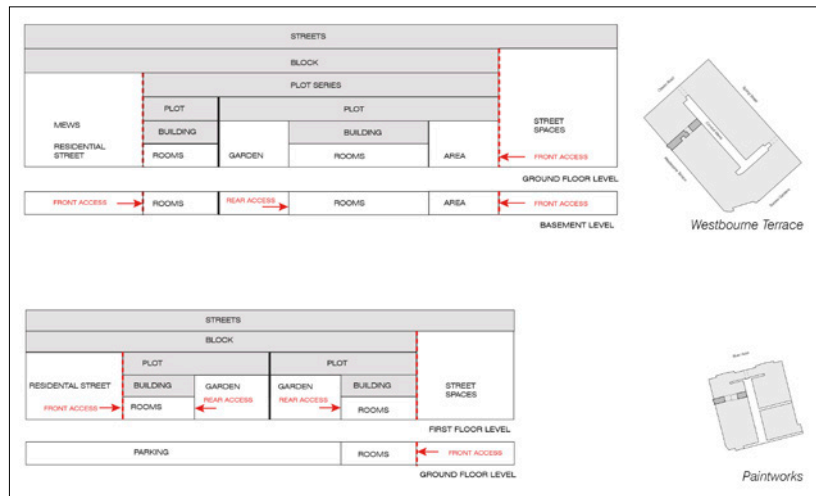 STREETS
BLOCK
PLOT SERIES
PLOT PLOT
MEWS STREET SPACES
BUILDING BUILDING
RESIDENTIAL STREET ROOMS GARDEN ROOMS AREA FRONT ACCESS
GROUND FLOOR LEVEL
FRONT ACCESS ROOMS REAR ACCESS ROOMS AREA FRONT ACCESS
BASEMENT LEVEL
Westbourne Terrace
STREETS
BLOCK
PLOT PLOT
RESIDENTAL STREET BUILDING GARDEN GARDEN BUILDING STREET SPACES
FRONT ACCESS ROOMS REAR ACCESS REAR ACCESS ROOMS
FIRST FLOOR LEVEL
PARKING ROOMS FRONT ACCESS
GROUND FLOOR LEVEL
Paintworks